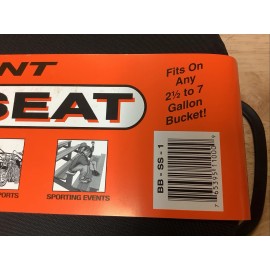 NT
SEAT
Fits On
Any
2½ to 7
Gallon
Bucket!
BB - SS - 1
PORTS
SPORTING EVENTS